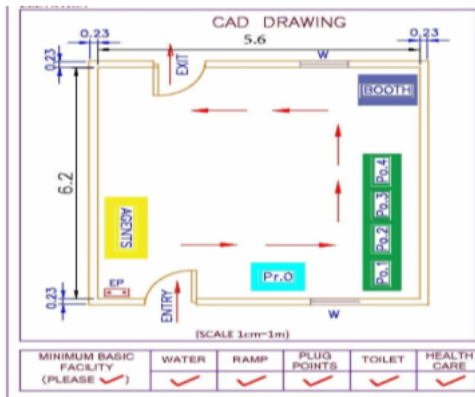 CAD DRAWING
0.23
5.6
0.23
W
EXIT
0.23
BOOTH
6.2
Po.4
Po.3
Po.2
Po.1
AGENTS
Pr.O
EP
ENTRY
0.23
W
(SCALE 1cm-1m)
MINIMUM BASIC FACILITY (PLEASE ✓)
WATER
RAMP
PLUG POINTS
TOILET
HEALTH CARE